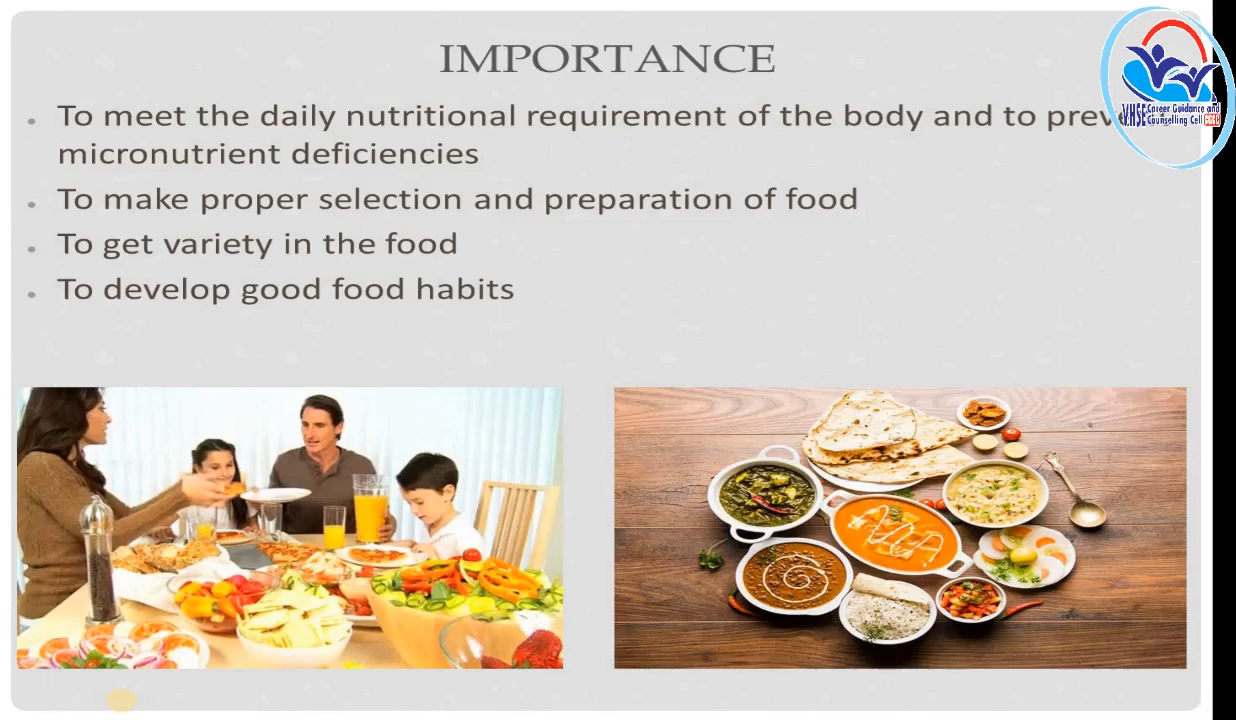 IMPORTANCE
To meet the daily nutritional requirement of the body and to
micronutrient deficiencies
To make proper selection and preparation of food
To get variety in the food
To develop good food habits
VHSE Career Guidance and
Counselling Cell CGCC